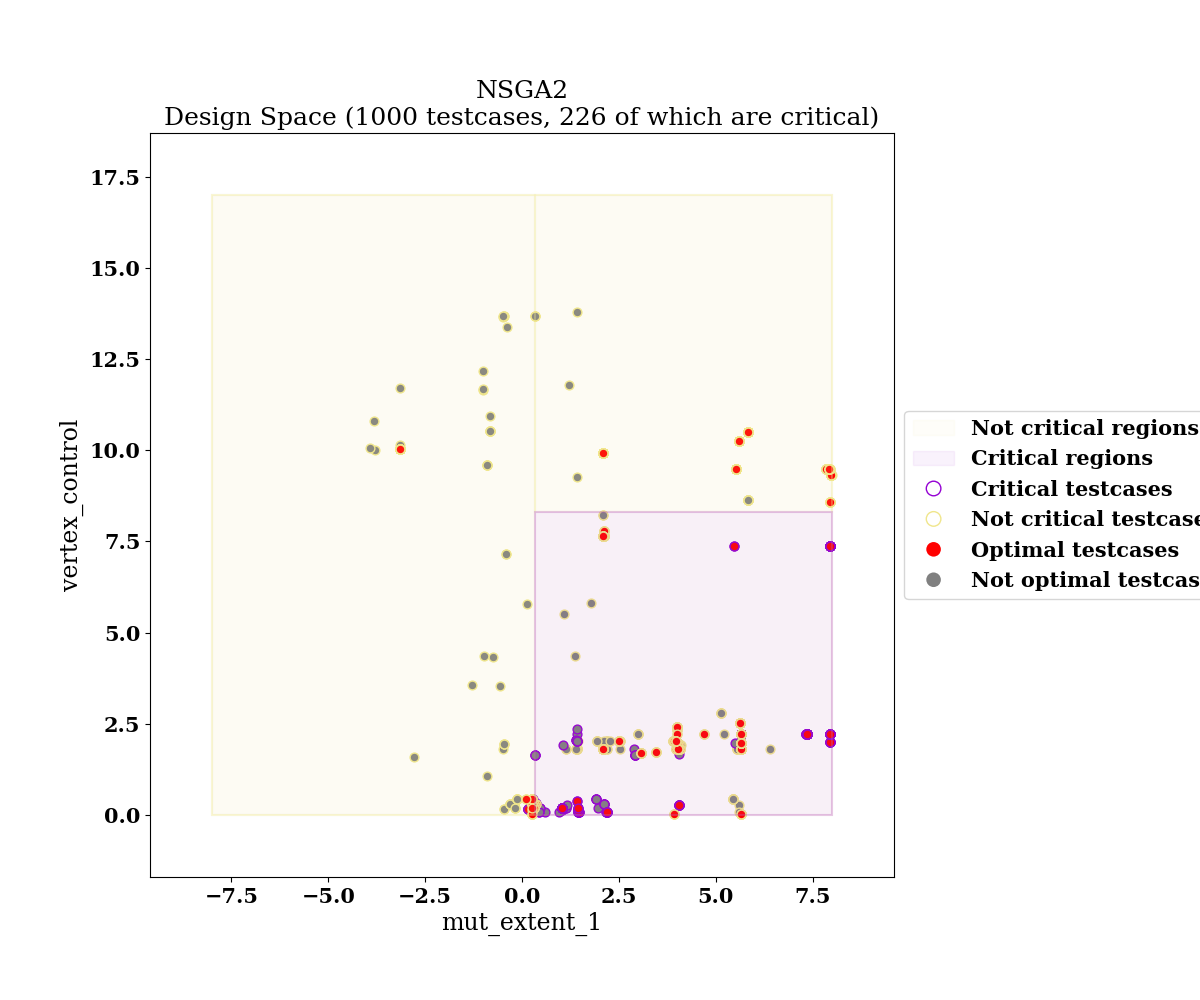 NSGA2
Design Space (1000 testcases, 226 of which are critical)
17.5
15.0
12.5
10.0
7.5
5.0
2.5
0.0
vertex_control
−7.5
−5.0
−2.5
0.0
2.5
5.0
7.5
mut_extent_1
Not critical regions
Critical regions
Critical testcases
Not critical testcase
Optimal testcases
Not optimal testcas